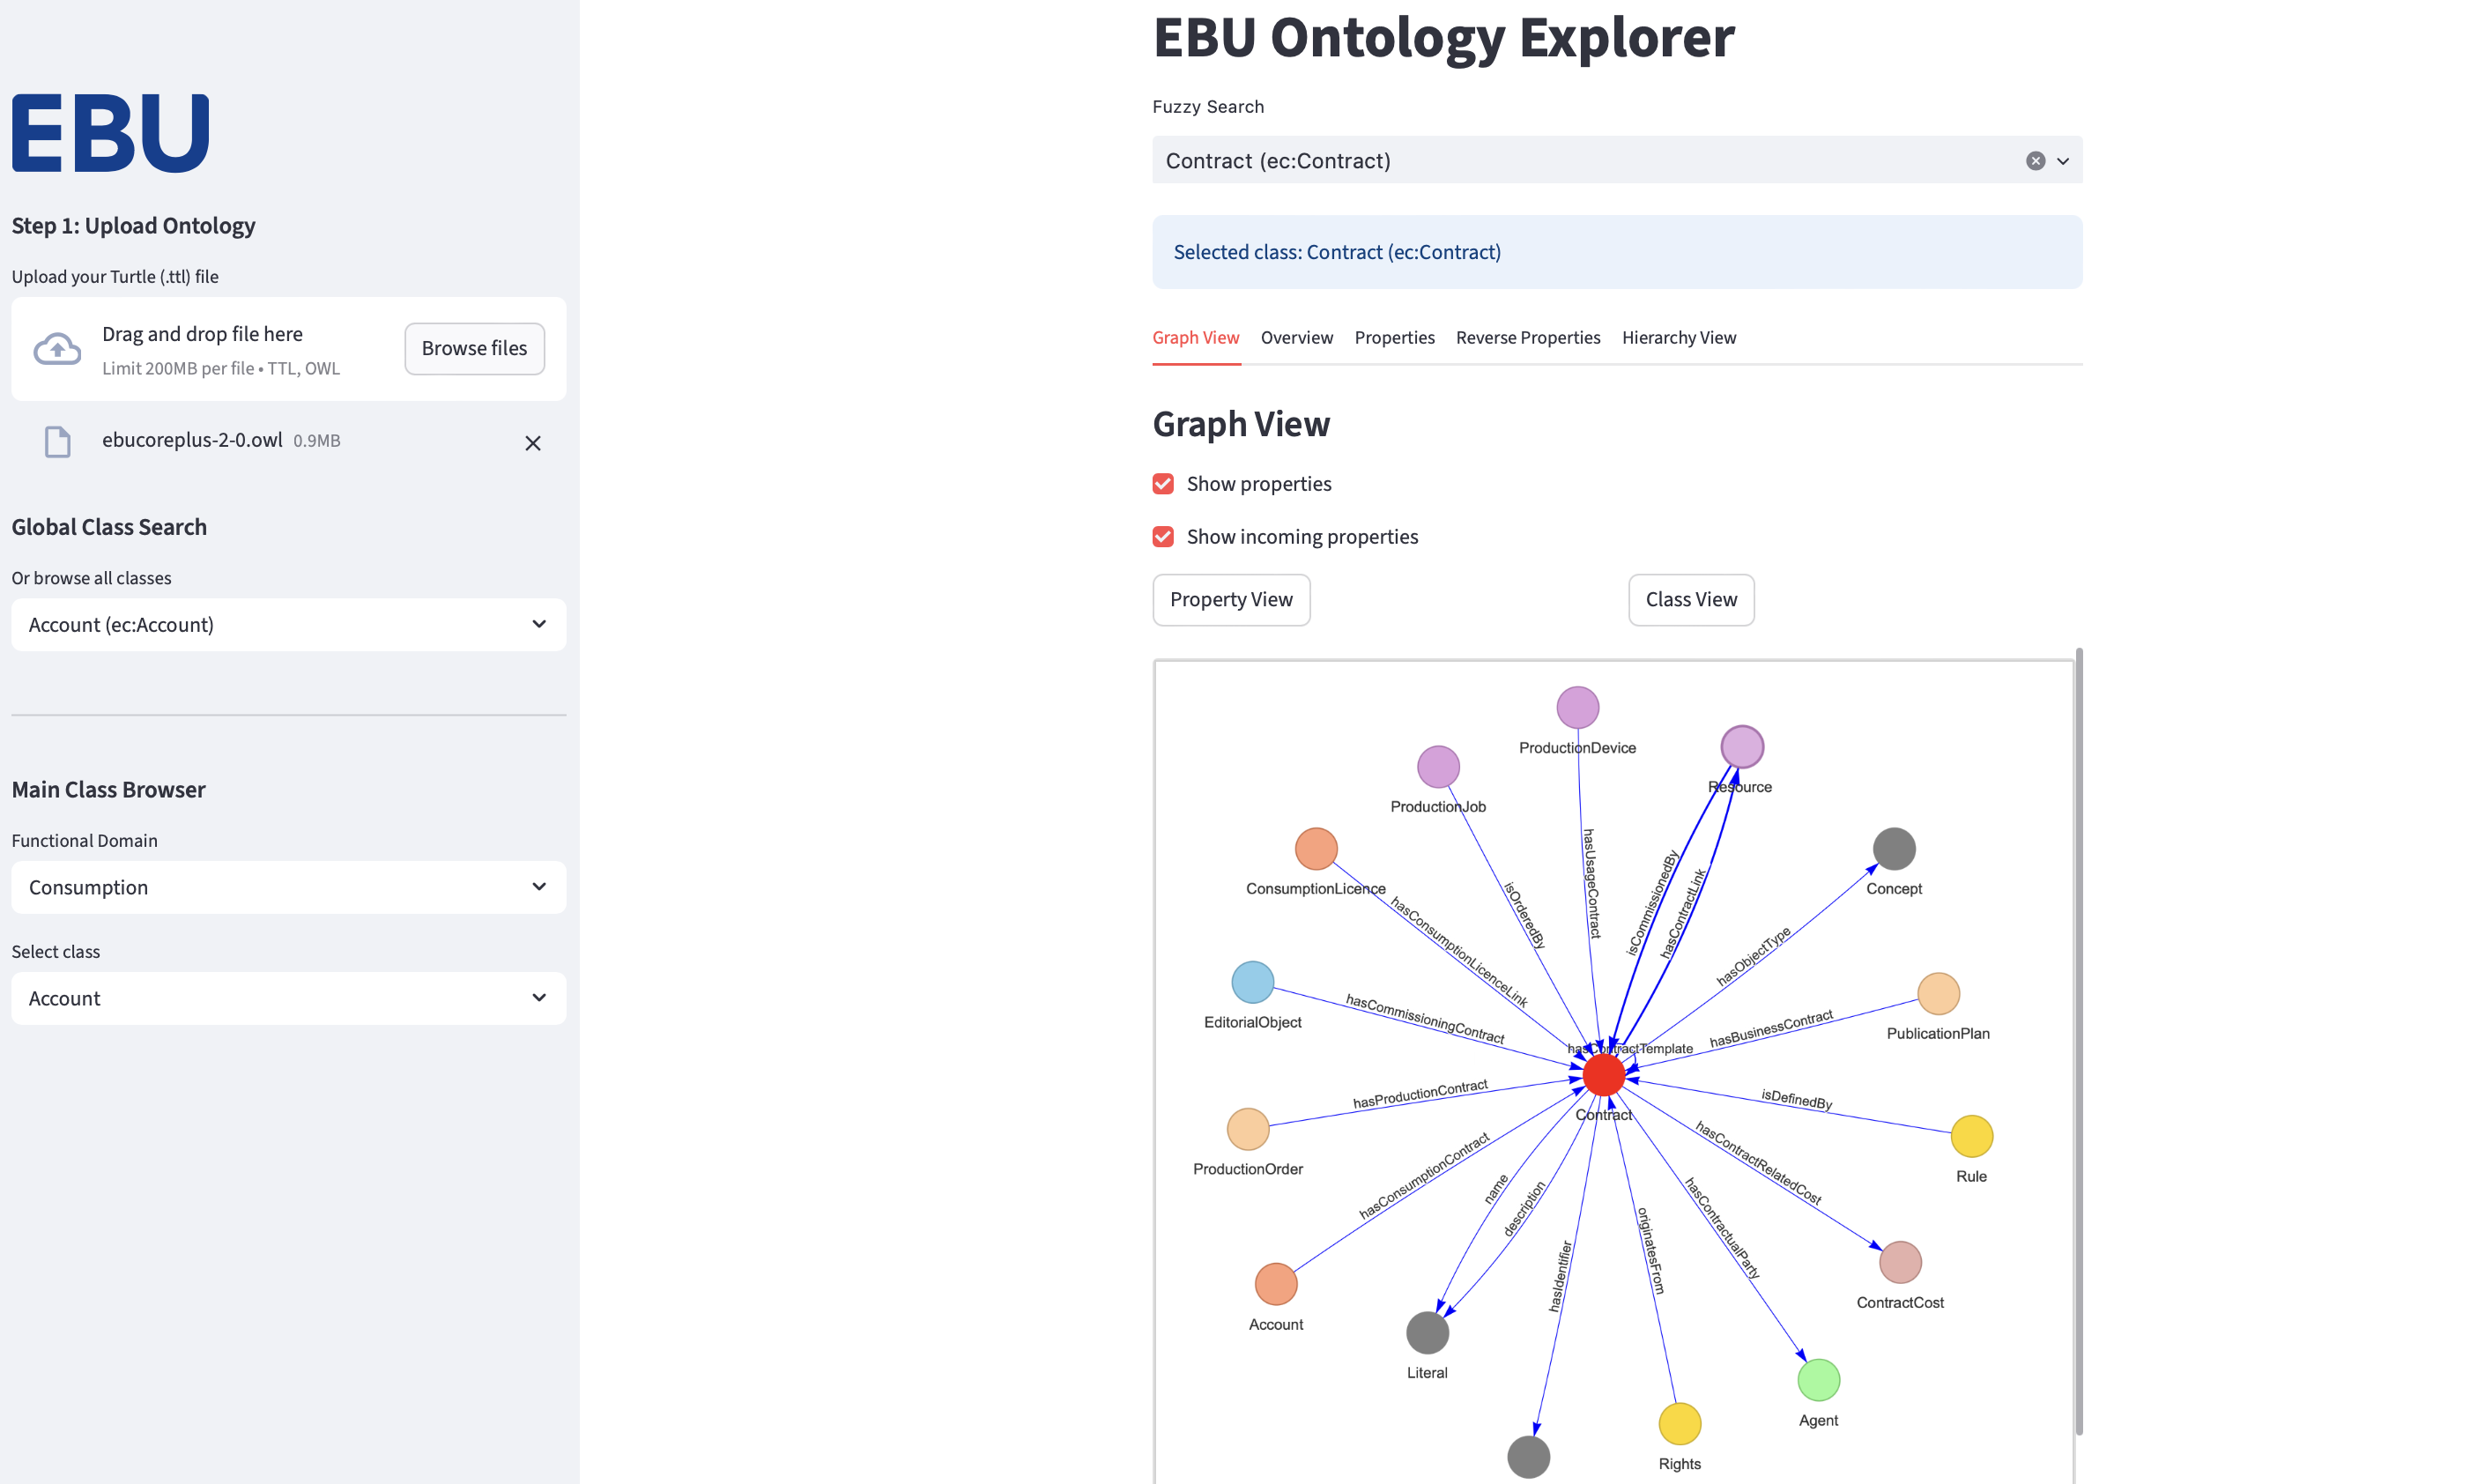 EBU
Step 1: Upload Ontology
Upload your Turtle (.ttl) file
Drag and drop file here
Limit 200MB per file • TTL, OWL
Browse files
ebucoreplus-2-0.owl 0.9MB
Global Class Search
Or browse all classes
Account (ec:Account)
Main Class Browser
Functional Domain
Consumption
Select class
Account
EBU Ontology Explorer
Fuzzy Search
Contract (ec:Contract)
Selected class: Contract (ec:Contract)
Graph View Overview Properties Reverse Properties Hierarchy View
Graph View
Show properties
Show incoming properties
Property View
Class View
ProductionDevice
Resource
ProductionJob
ConsumptionLicence
Concept
hasUsageContract
isCommissionedBy
hasContractLink
isOrderedBy
hasConsumptionLicenceLink
hasObjectType
EditorialObject
hasCommissioningContract
PublicationPlan
hasBusinessContract
hasContractTemplate
hasProductionContract
Contract
isDefinedBy
ProductionOrder
Rule
hasConsumptionContract
name
description
hasContractRelatedCost
hasContractualParty
hasIdentifier
originatesFrom
ContractCost
Account
Literal
Agent
Rights